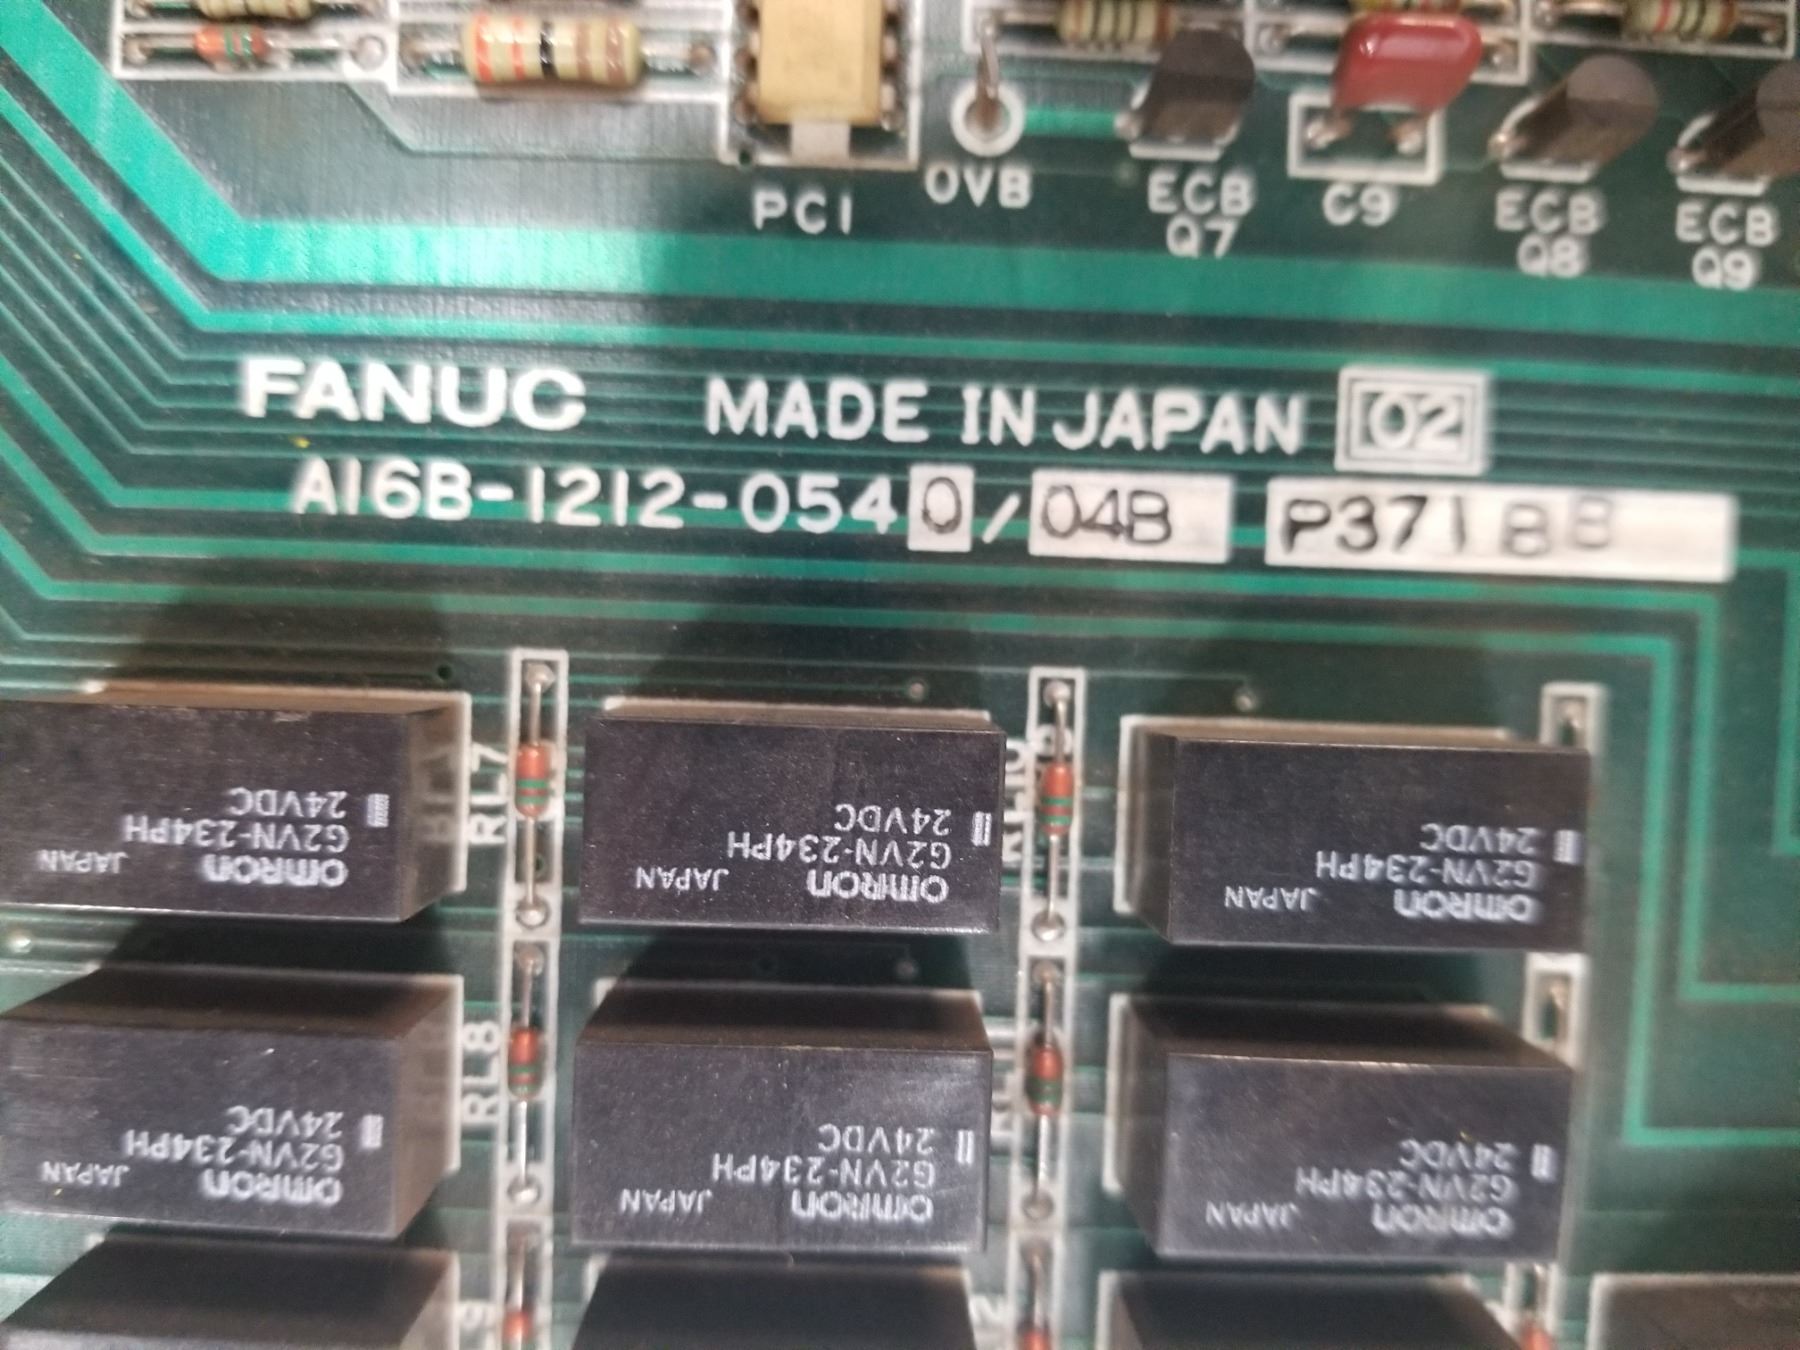 PC1
OVB
ECB
Q7
C9
ECB
Q8
ECB
Q9
FANUC MADE IN JAPAN 02
A16B-1212-0540/04B P371BB
RL7
24VDC
G2VN-234PH
omron JAPAN
24VDC
G2VN-234PH
omron JAPAN
24VDC
G2VN-234PH
omron JAPAN
RL8
24VDC
G2VN-234PH
omron JAPAN
24VDC
G2VN-234PH
omron JAPAN
24VDC
G2VN-234PH
omron JAPAN